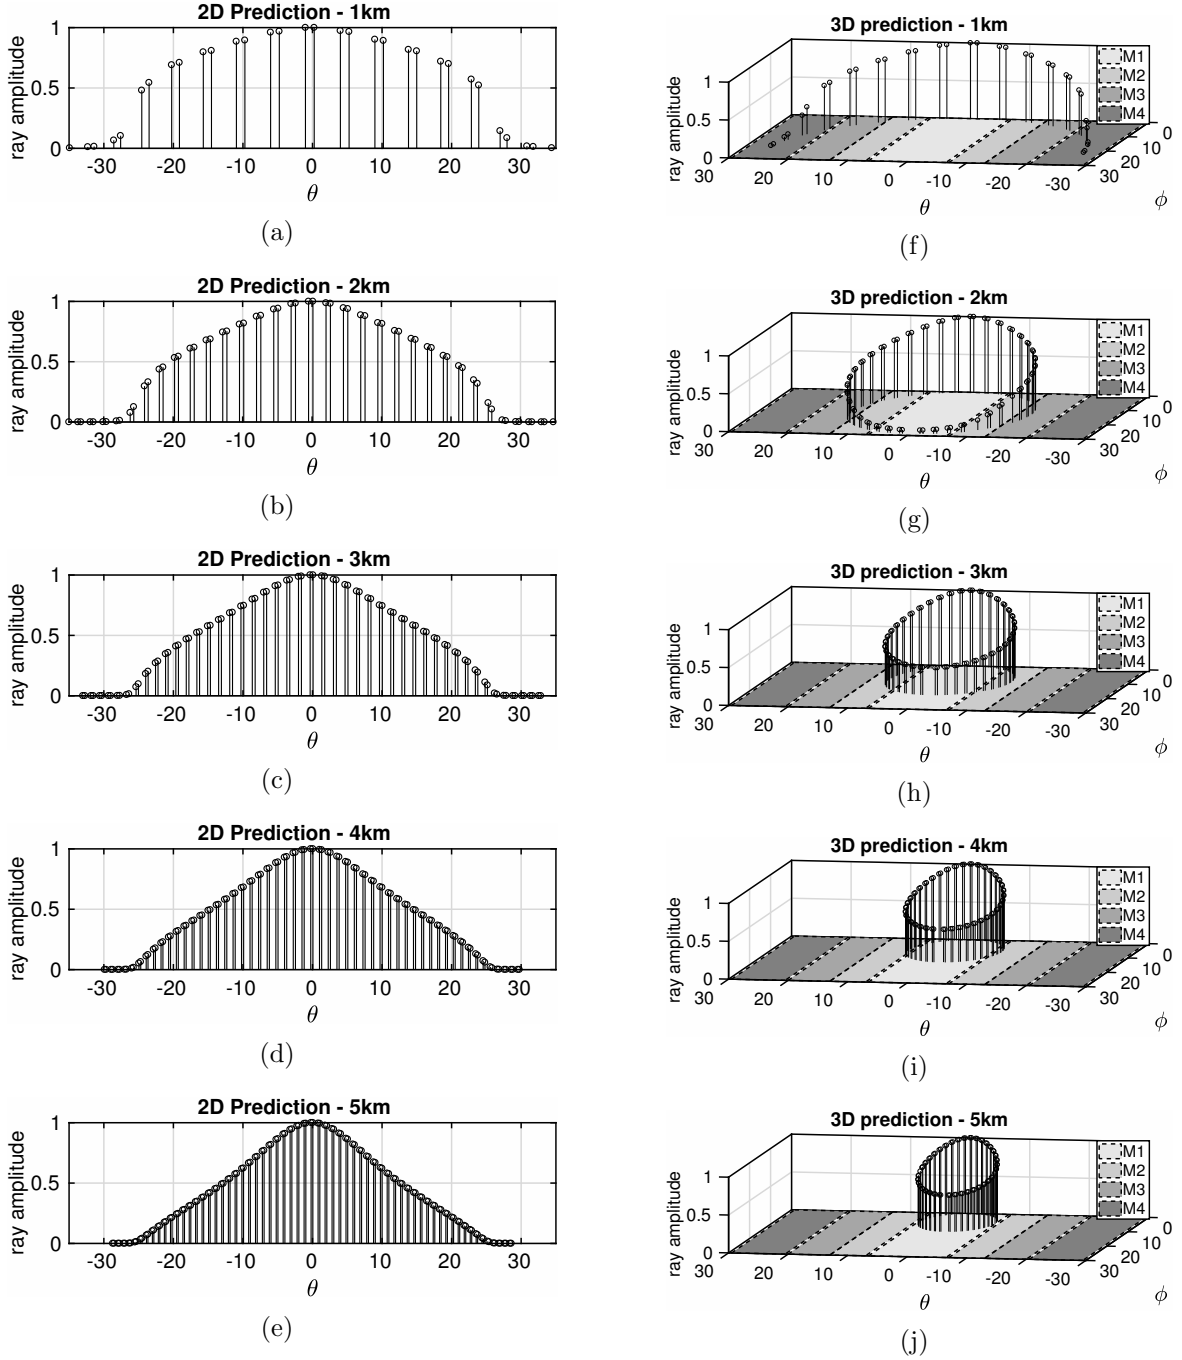 2D Prediction - 1km
ray amplitude
1
0.5
0
-30 -20 -10 0 10 20 30
θ
(a)
3D prediction - 1km
ray amplitude
1
0.5
0
30 20 10 0 -10 -20 -30
θ
0 10 20 30
ϕ
M1
M2
M3
M4
(f)
2D Prediction - 2km
ray amplitude
1
0.5
0
-30 -20 -10 0 10 20 30
θ
(b)
3D prediction - 2km
ray amplitude
1
0.5
0
30 20 10 0 -10 -20 -30
θ
0 10 20 30
ϕ
M1
M2
M3
M4
(g)
2D Prediction - 3km
ray amplitude
1
0.5
0
-30 -20 -10 0 10 20 30
θ
(c)
3D prediction - 3km
ray amplitude
1
0.5
0
30 20 10 0 -10 -20 -30
θ
0 10 20 30
ϕ
M1
M2
M3
M4
(h)
2D Prediction - 4km
ray amplitude
1
0.5
0
-30 -20 -10 0 10 20 30
θ
(d)
3D prediction - 4km
ray amplitude
1
0.5
0
30 20 10 0 -10 -20 -30
θ
0 10 20 30
ϕ
M1
M2
M3
M4
(i)
2D Prediction - 5km
ray amplitude
1
0.5
0
-30 -20 -10 0 10 20 30
θ
(e)
3D prediction - 5km
ray amplitude
1
0.5
0
30 20 10 0 -10 -20 -30
θ
0 10 20 30
ϕ
M1
M2
M3
M4
(j)